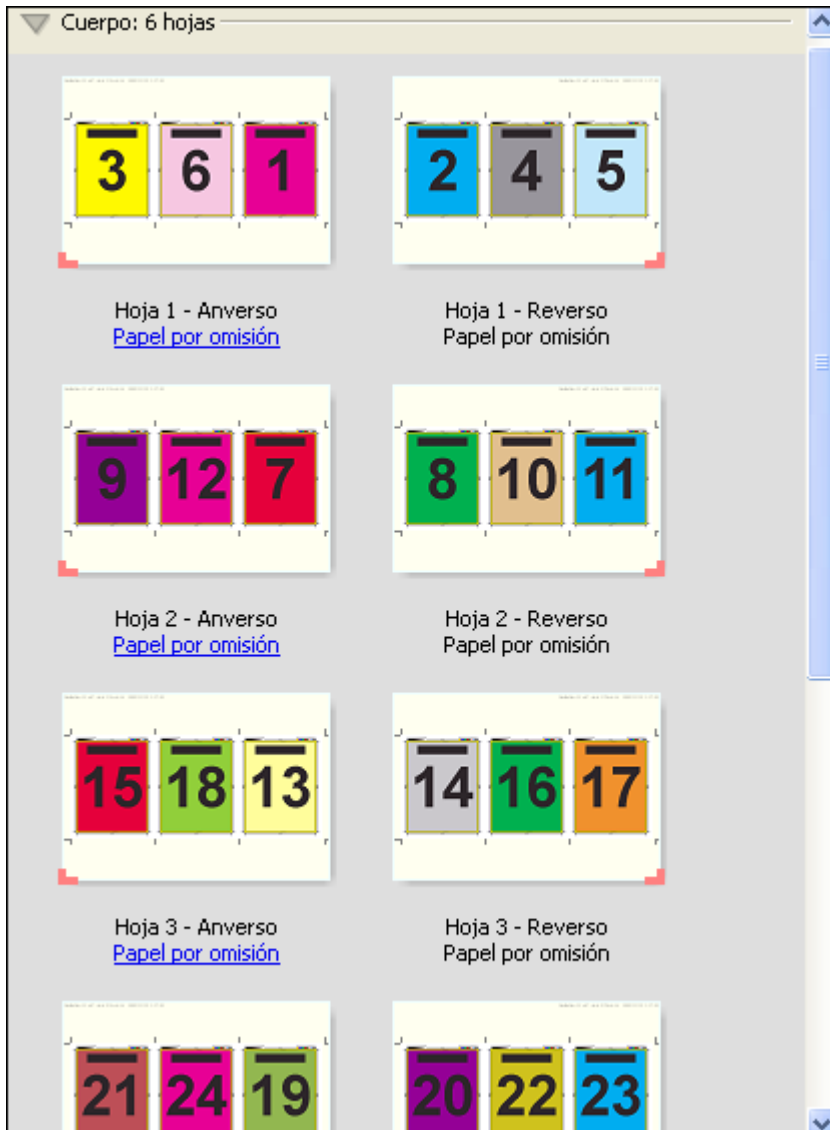 Cuerpo: 6 hojas
3 6 1
2 4 5
Hoja 1 - Anverso
Papel por omisión
Hoja 1 - Reverso
Papel por omisión
9 12 7
8 10 11
Hoja 2 - Anverso
Papel por omisión
Hoja 2 - Reverso
Papel por omisión
15 18 13
14 16 17
Hoja 3 - Anverso
Papel por omisión
Hoja 3 - Reverso
Papel por omisión
21 24 19
20 22 23